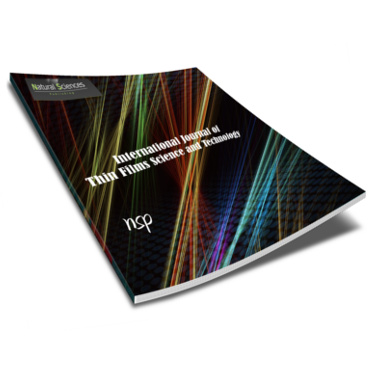 Natural Sciences
International Journal of
Thin Films Science and Technology
nsp